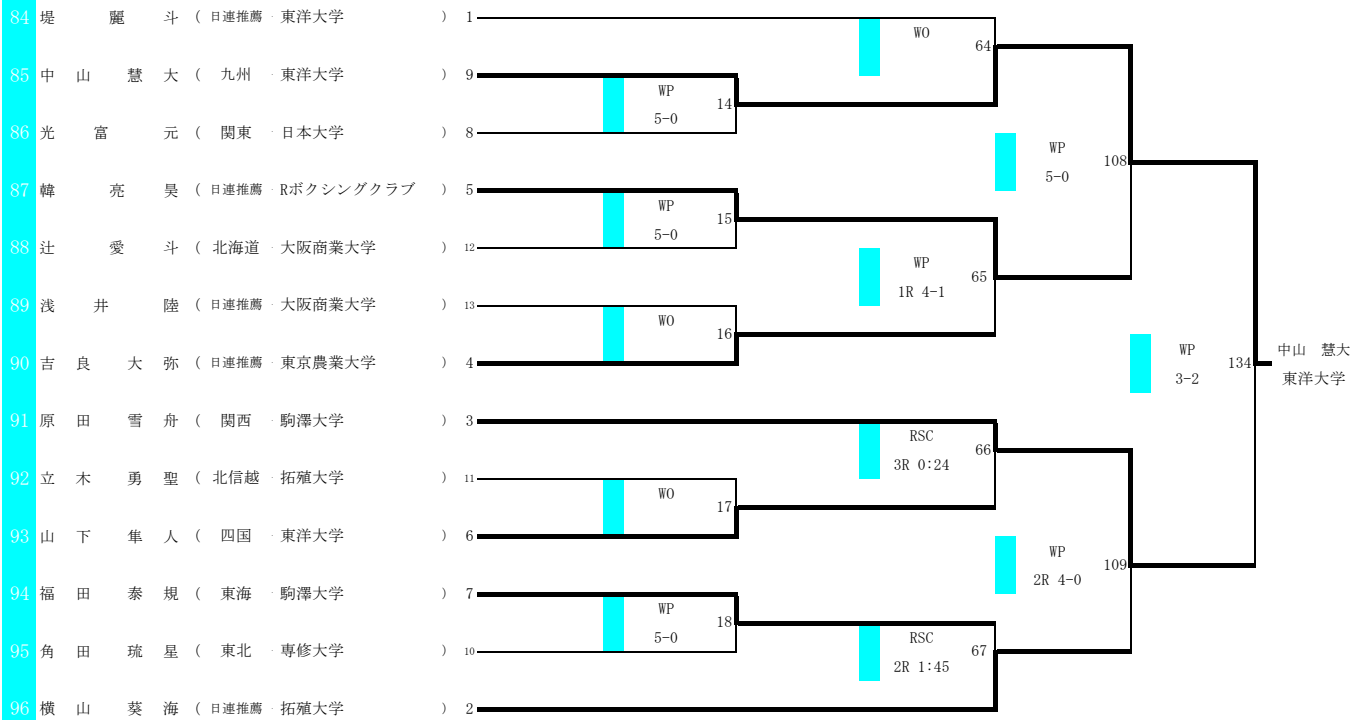 84 堤 麗 斗 ( 日連推薦 · 東洋大学 ) 1
WO
64
85 中 山 慧 大 ( 九州 · 東洋大学 ) 9
WP
5-0
14
86 光 富 元 ( 関東 · 日本大学 ) 8
WP
5-0
108
87 韓 亮 昊 ( 日連推薦 · Rボクシングクラブ ) 5
WP
5-0
15
88 辻 愛 斗 ( 北海道 · 大阪商業大学 ) 12
WP
1R 4-1
65
89 浅 井 陸 ( 日連推薦 · 大阪商業大学 ) 13
WO
16
90 吉 良 大 弥 ( 日連推薦 · 東京農業大学 ) 4
WP
3-2
134
中山 慧大
東洋大学
91 原 田 雪 舟 ( 関西 · 駒澤大学 ) 3
RSC
3R 0:24
66
92 立 木 勇 聖 ( 北信越 · 拓殖大学 ) 11
WO
17
93 山 下 隼 人 ( 四国 · 東洋大学 ) 6
WP
2R 4-0
109
94 福 田 泰 規 ( 東海 · 駒澤大学 ) 7
WP
5-0
18
95 角 田 琉 星 ( 東北 · 専修大学 ) 10
RSC
2R 1:45
67
96 横 山 葵 海 ( 日連推薦 · 拓殖大学 ) 2